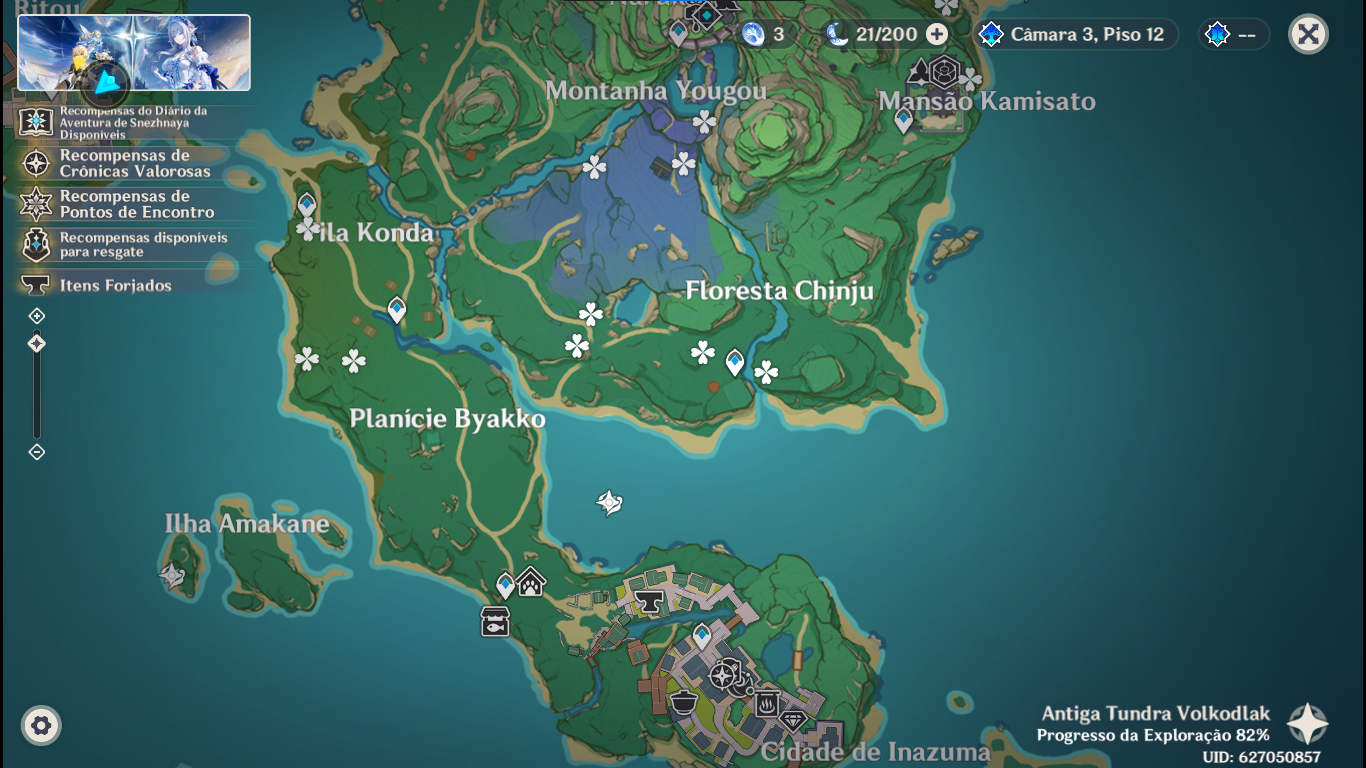 Ritou
3
21/200
Câmara 3, Piso 12
--
Montanha Yougou
Mansão Kamisato
Recompensas do Diário da
Aventura de Snezhnaya
Disponíveis
Recompensas de
Crônicas Valorosas
Recompensas de
Pontos de Encontro
Recompensas disponíveis
para resgate
Itens Forjados
Vila Konda
Floresta Chinju
Planície Byakko
Ilha Amakane
Cidade de Inazuma
Antiga Tundra Volkodlak
Progresso da Exploração 82%
UID: 627050857